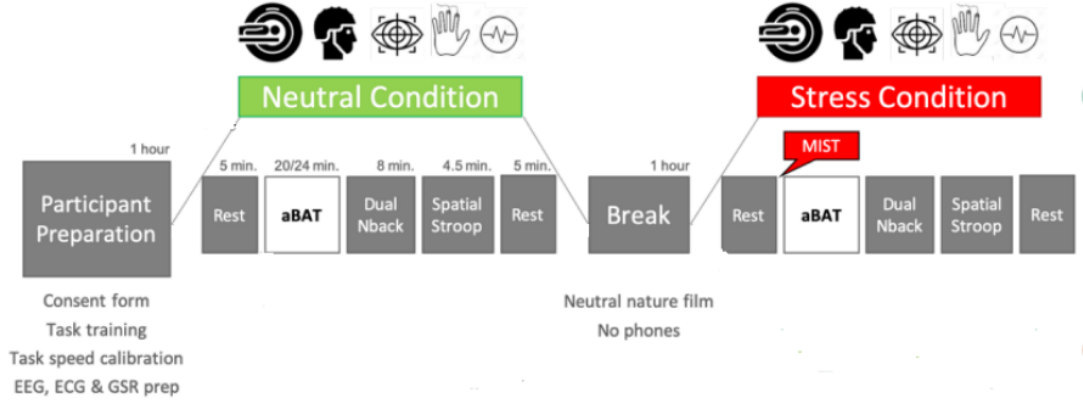 Neutral Condition
Stress Condition
1 hour
5 min.
20/24 min.
8 min.
4.5 min.
5 min.
1 hour
MIST
Participant
Preparation
Rest
aBAT
Dual
Nback
Spatial
Stroop
Rest
Break
Rest
aBAT
Dual
Nback
Spatial
Stroop
Rest
Consent form
Task training
Task speed calibration
EEG, ECG & GSR prep
Neutral nature film
No phones